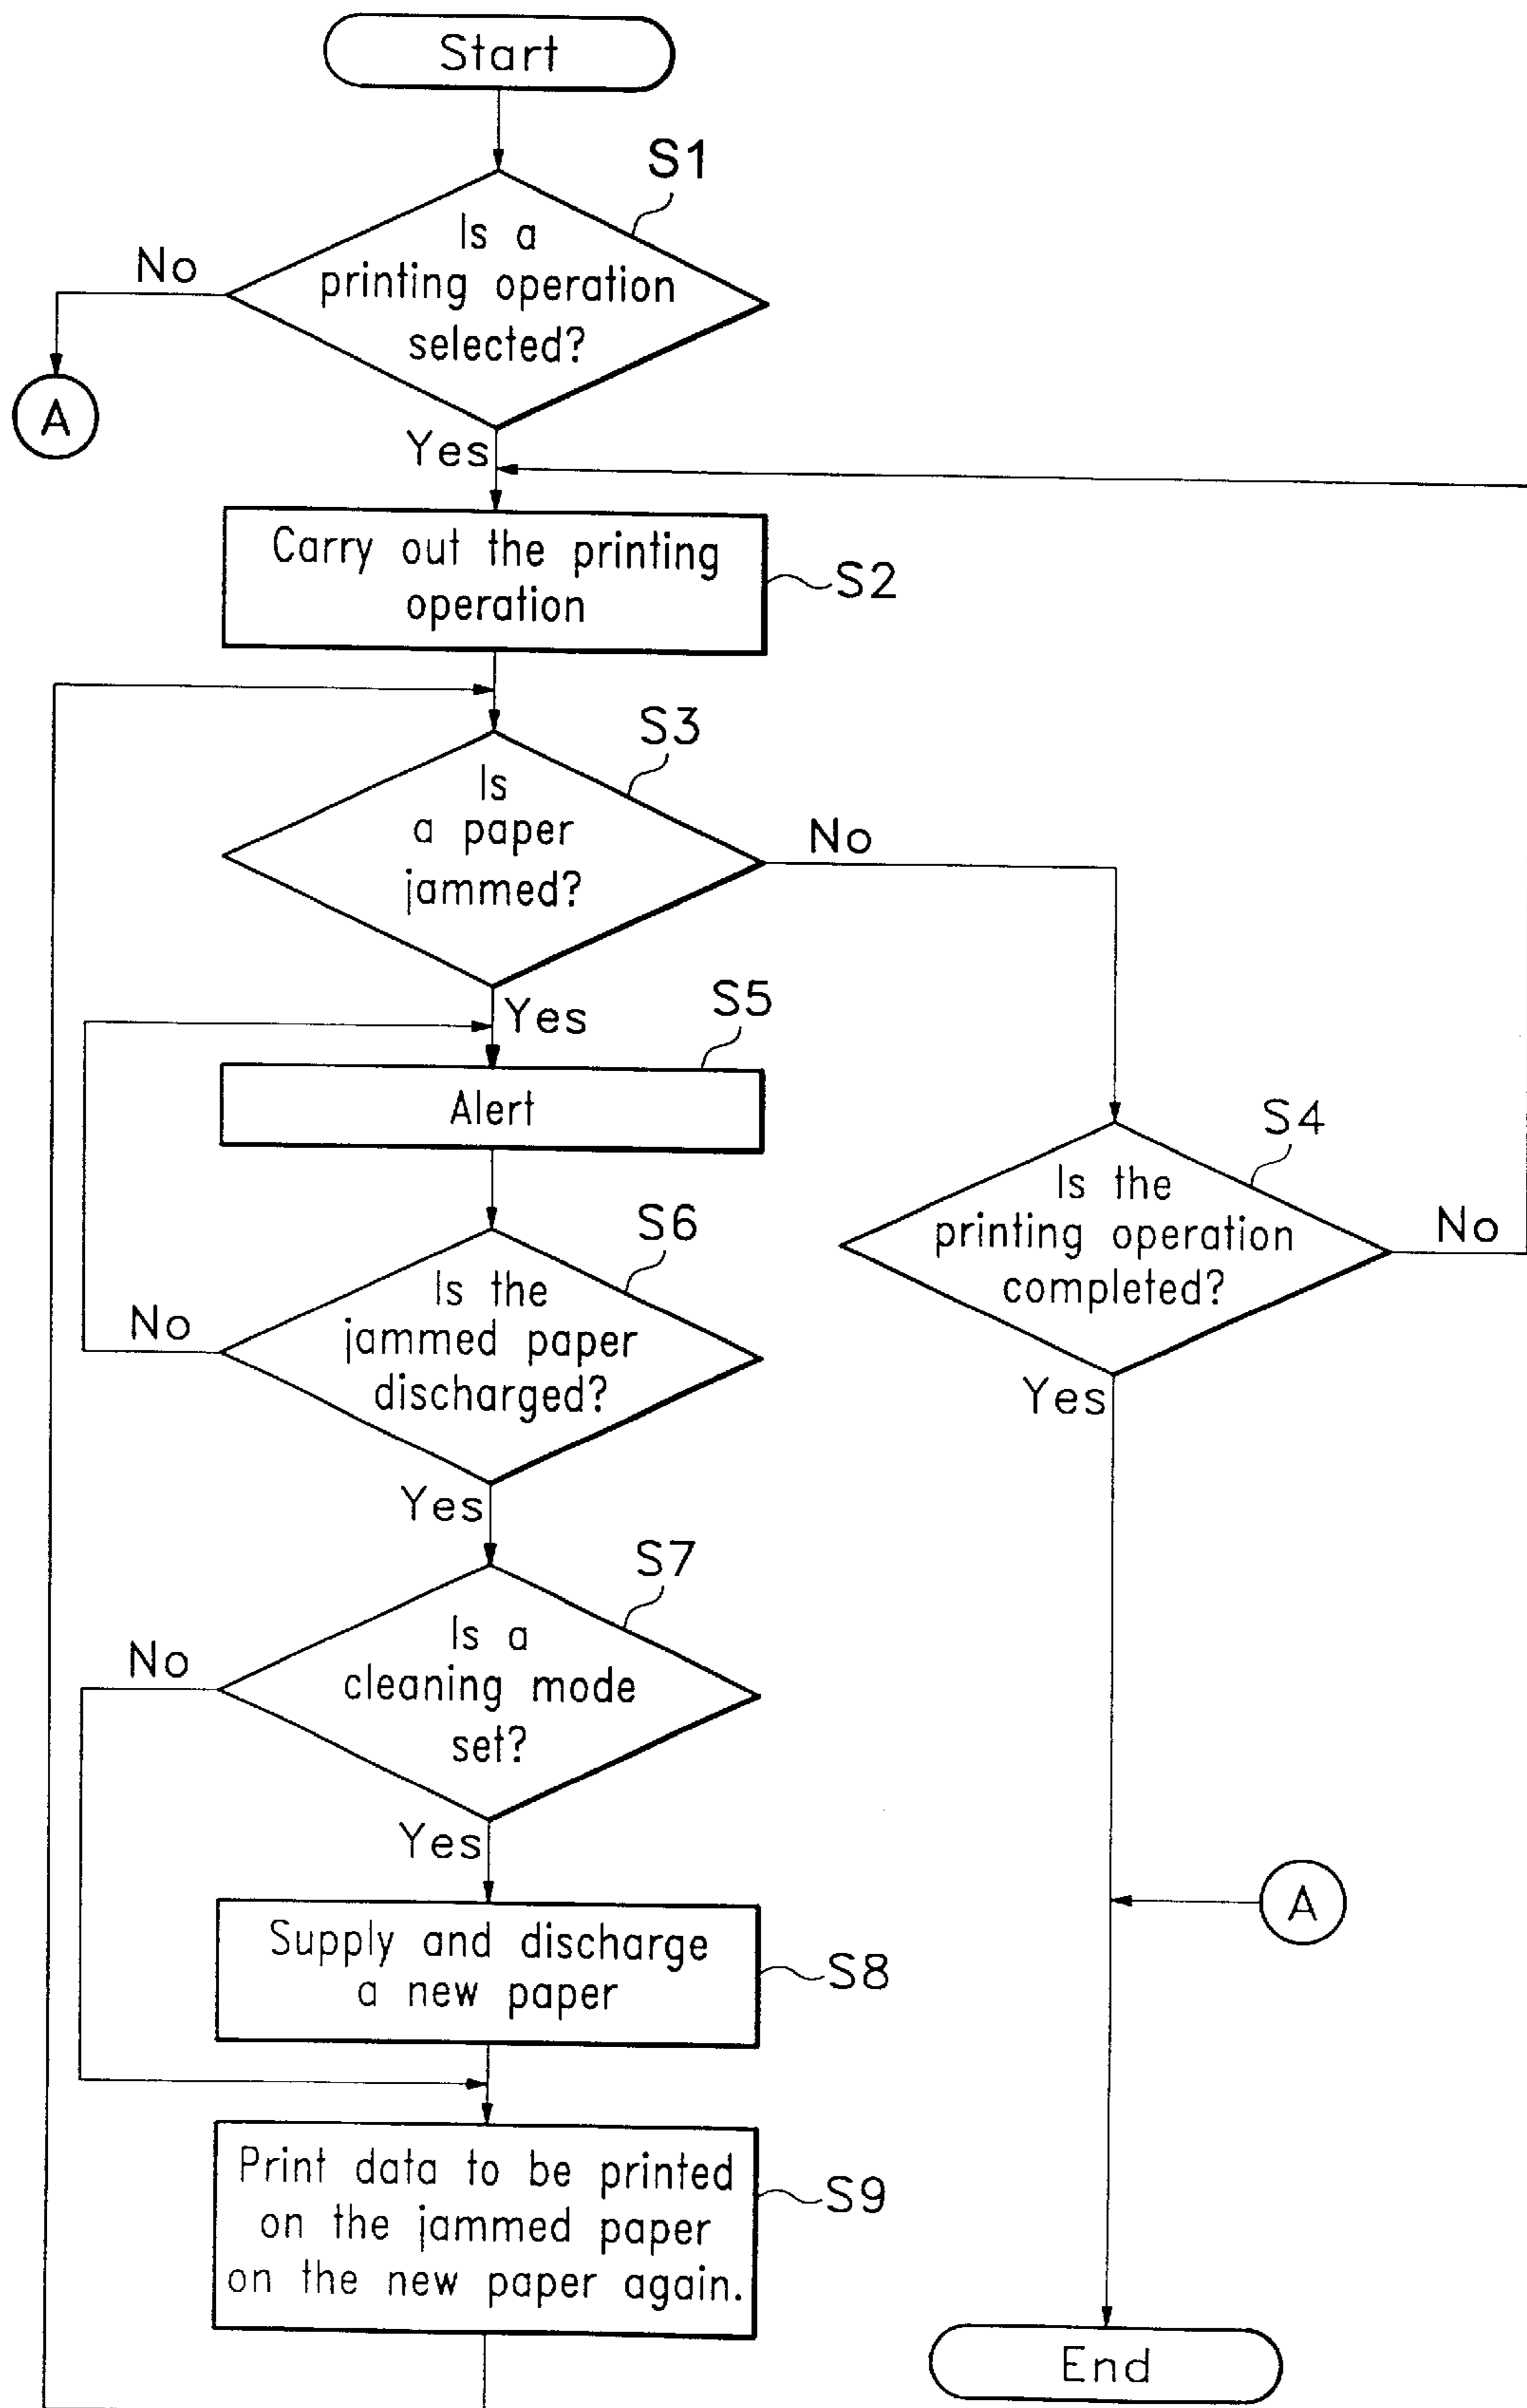 Start
S1
Is a
printing operation
selected?
No
A
Yes
Carry out the printing
operation
S2
S3
Is
a paper
jammed?
No
Yes
S5
Alert
S4
Is the
printing operation
completed?
No
Yes
S6
Is the
jammed paper
discharged?
No
Yes
S7
Is a
cleaning mode
set?
No
Yes
A
Supply and discharge
a new paper
S8
Print data to be printed
on the jammed paper
on the new paper again.
S9
End